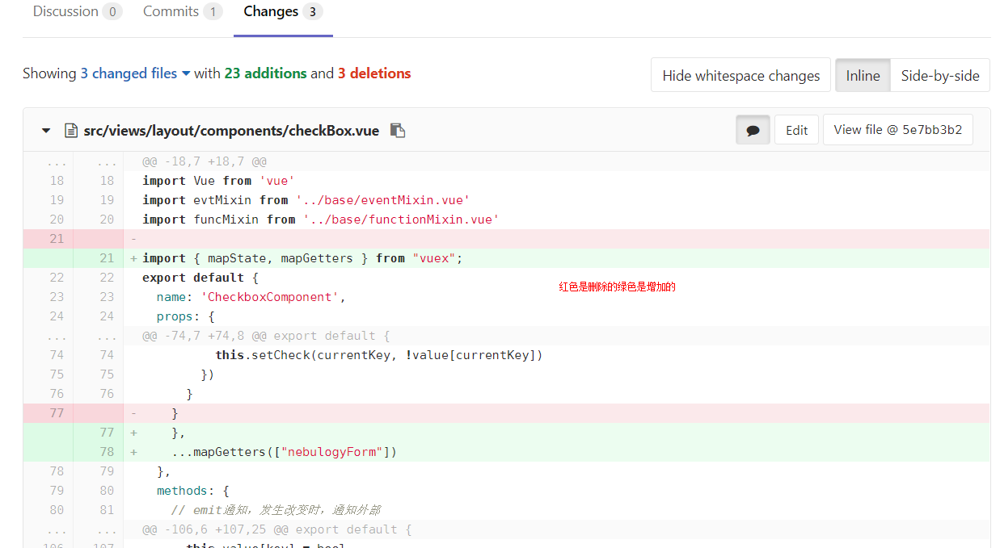 Discussion 0 Commits 1 Changes 3
Showing 3 changed files with 23 additions and 3 deletions
Hide whitespace changes Inline Side-by-side
src/views/layout/components/checkBox.vue Edit View file @ 5e7bb3b2
... ... @@ -18,7 +18,7 @@
18 18 import Vue from 'vue'
19 19 import evtMixin from '../base/eventMixin.vue'
20 20 import funcMixin from '../base/functionMixin.vue'
21 -
21 + import { mapState, mapGetters } from "vuex";
22 22 export default {
红色是删除的绿色是增加的
23 23 name: 'CheckboxComponent',
24 24 props: {
... ... @@ -74,7 +74,8 @@ export default {
74 74 this.setCheck(currentKey, !value[currentKey])
75 75 })
76 76 }
77 - }
77 + },
78 + ...mapGetters(["nebulogyForm"])
78 79 },
79 80 methods: {
80 81 // emit通知，发生改变时，通知外部
... ... @@ -106,6 +107,25 @@ export default {
106 107 this.value[key] = bool